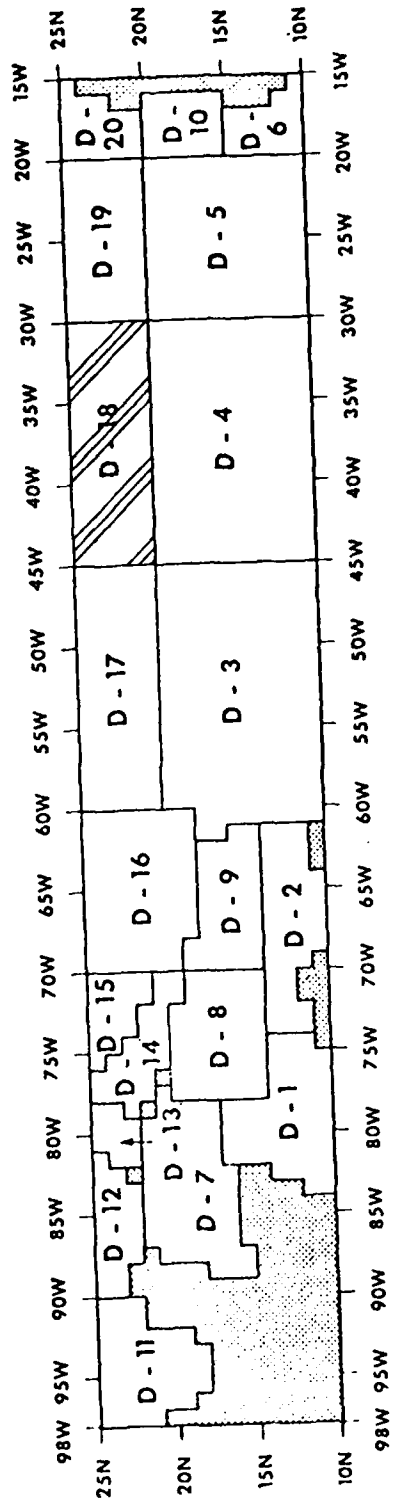 98W 95W 90W 85W 80W 75W 70W 65W 60W 55W 50W 45W 40W 35W 30W 25W 20W 15W
25N
20N
15N
10N
25N
20N
15N
10N
D - 11
D - 12
D - 13
D - 14
D - 15
D - 16
D - 17
D - 18
D - 19
D - 20
D - 7
D - 8
D - 9
D - 10
D - 1
D - 2
D - 3
D - 4
D - 5
D - 6
98W 95W 90W 85W 80W 75W 70W 65W 60W 55W 50W 45W 40W 35W 30W 25W 20W 15W